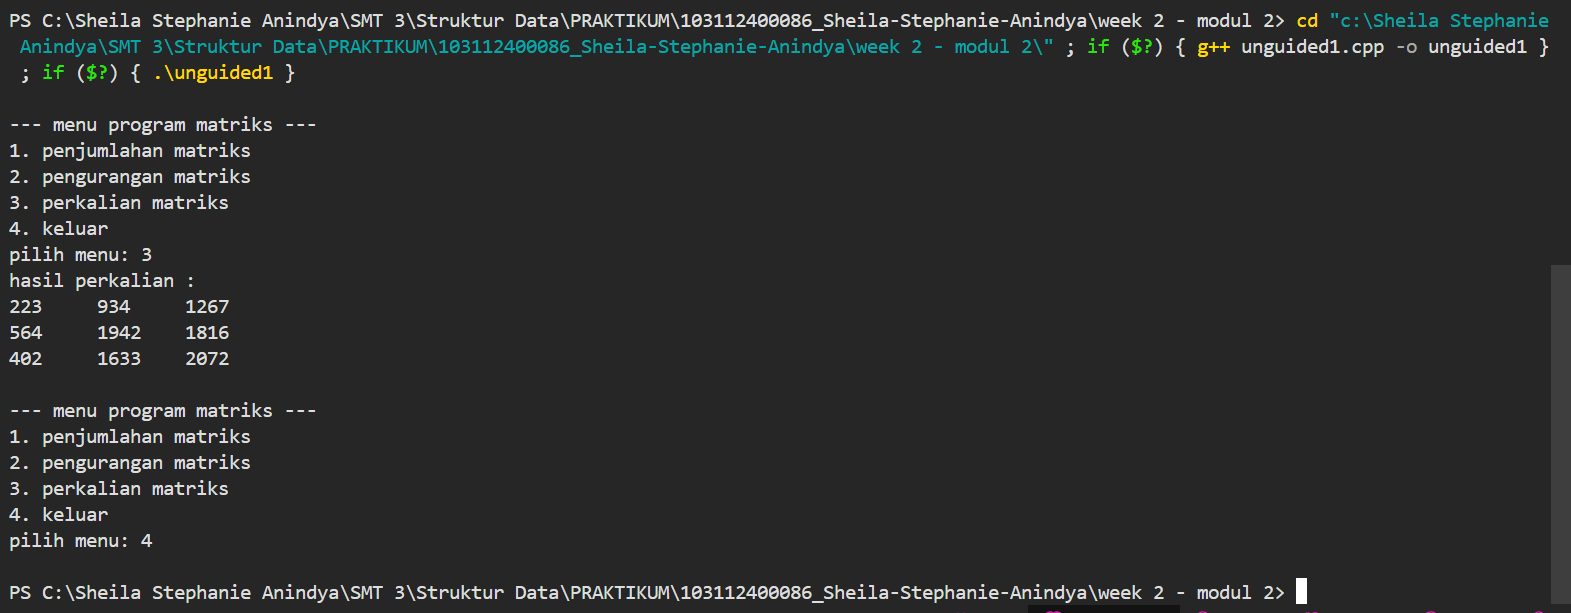 PS C:\Sheila Stephanie Anindya\SMT 3\Struktur Data\PRAKTIKUM\103112400086_Sheila-Stephanie-Anindya\week 2 - modul 2> cd "c:\Sheila Stephanie
Anindya\SMT 3\Struktur Data\PRAKTIKUM\103112400086_Sheila-Stephanie-Anindya\week 2 - modul 2\" ; if ($?) { g++ unguided1.cpp -o unguided1 }
; if ($?) { .\unguided1 }
--- menu program matriks ---
1. penjumlahan matriks
2. pengurangan matriks
3. perkalian matriks
4. keluar
pilih menu: 3
hasil perkalian :
223 934 1267
564 1942 1816
402 1633 2072
--- menu program matriks ---
1. penjumlahan matriks
2. pengurangan matriks
3. perkalian matriks
4. keluar
pilih menu: 4
PS C:\Sheila Stephanie Anindya\SMT 3\Struktur Data\PRAKTIKUM\103112400086_Sheila-Stephanie-Anindya\week 2 - modul 2>